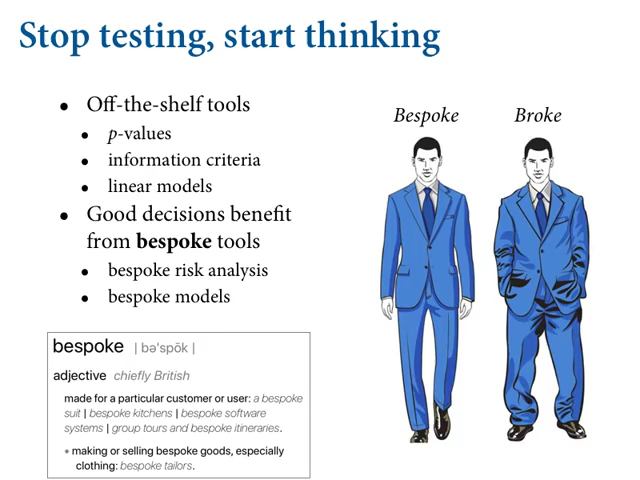 Stop testing, start thinking
• Off-the-shelf tools
• p-values
• information criteria
• linear models
• Good decisions benefit
from bespoke tools
• bespoke risk analysis
• bespoke models
Bespoke
Broke
bespoke | bəˈspōk |
adjective chiefly British
made for a particular customer or user: a bespoke
suit | bespoke kitchens | bespoke software
systems | group tours and bespoke itineraries.
• making or selling bespoke goods, especially
clothing: bespoke tailors.